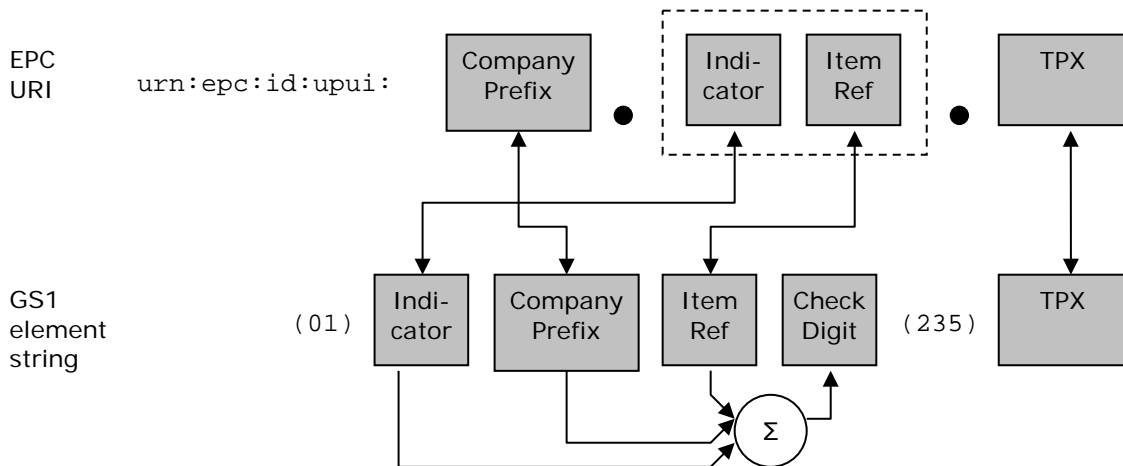 EPC
URI
urn:epc:id:upui:
Company
Prefix
Indi-
cator
Item
Ref
TPX
GS1
element
string
(01)
Indi-
cator
Company
Prefix
Item
Ref
Check
Digit
(235)
TPX
Σ